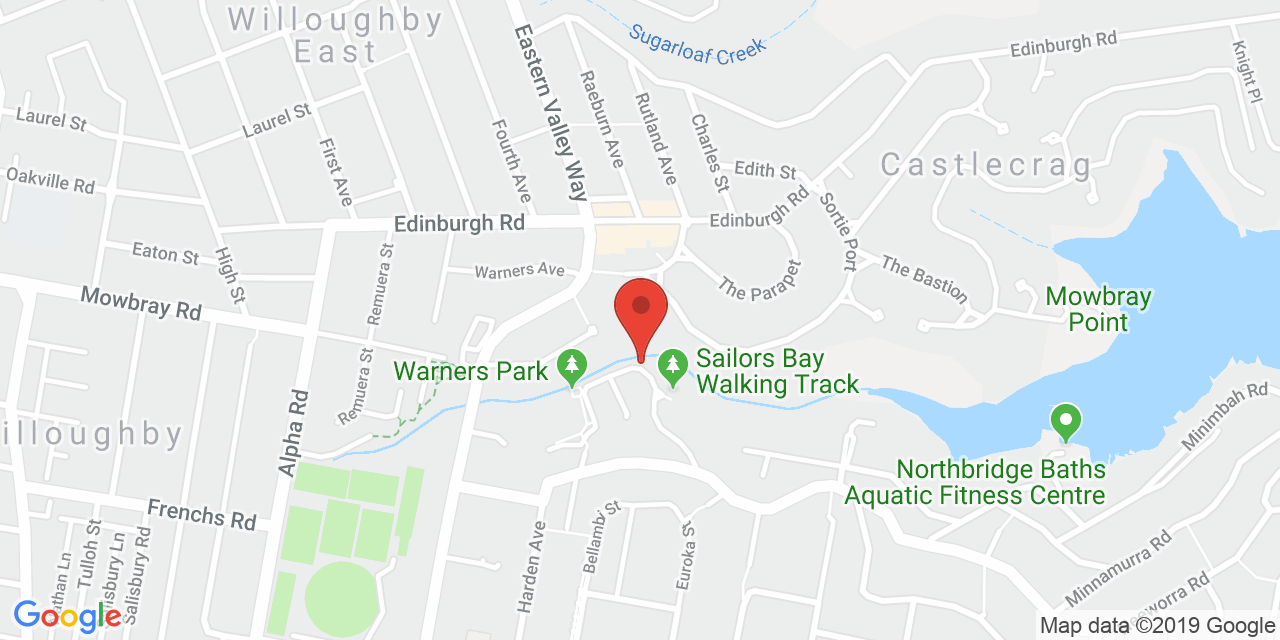 Willoughby
East
Sugarloaf Creek
Edinburgh Rd
Knight Pl
Eastern Valley Way
Raeburn Ave
Rutland Ave
Charles St
Laurel St
Laurel St
First Ave
Fourth Ave
Edith St
Castlecrag
Oakville Rd
Edinburgh Rd
Edinburgh Rd
Sortie Port
Eaton St
High St
Remuera St
Warners Ave
The Parapet
The Bastion
Mowbray Rd
Mowbray
Point
Warners Park
Sailors Bay
Walking Track
Remuera St
Alpha Rd
illoughby
Minimbah Rd
Northbridge Baths
Aquatic Fitness Centre
Frenchs Rd
Harden Ave
Bellambi St
Euroka St
athan Ln
Tulloh St
lisbury Ln
Salisbury Rd
Minnamurra Rd
eeworra Rd
Google
Map data ©2019 Google